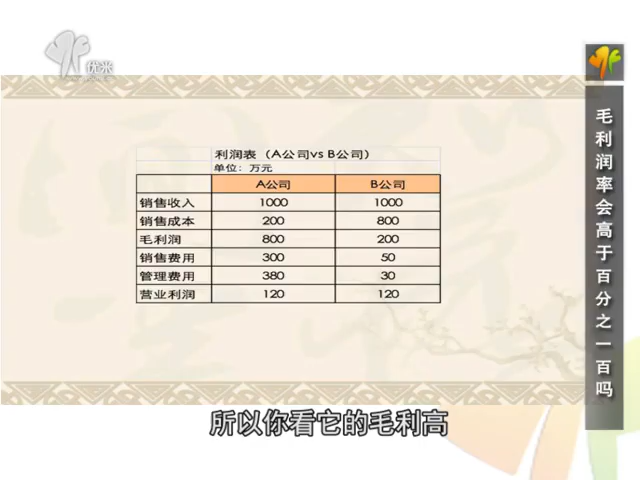 优米
利润表（A公司vs B公司）
单位：万元
A公司 B公司
销售收入 1000 1000
销售成本 200 800
毛利润 800 200
销售费用 300 50
管理费用 380 30
营业利润 120 120
毛利润率会高于百分之一百吗
所以你看它的毛利高